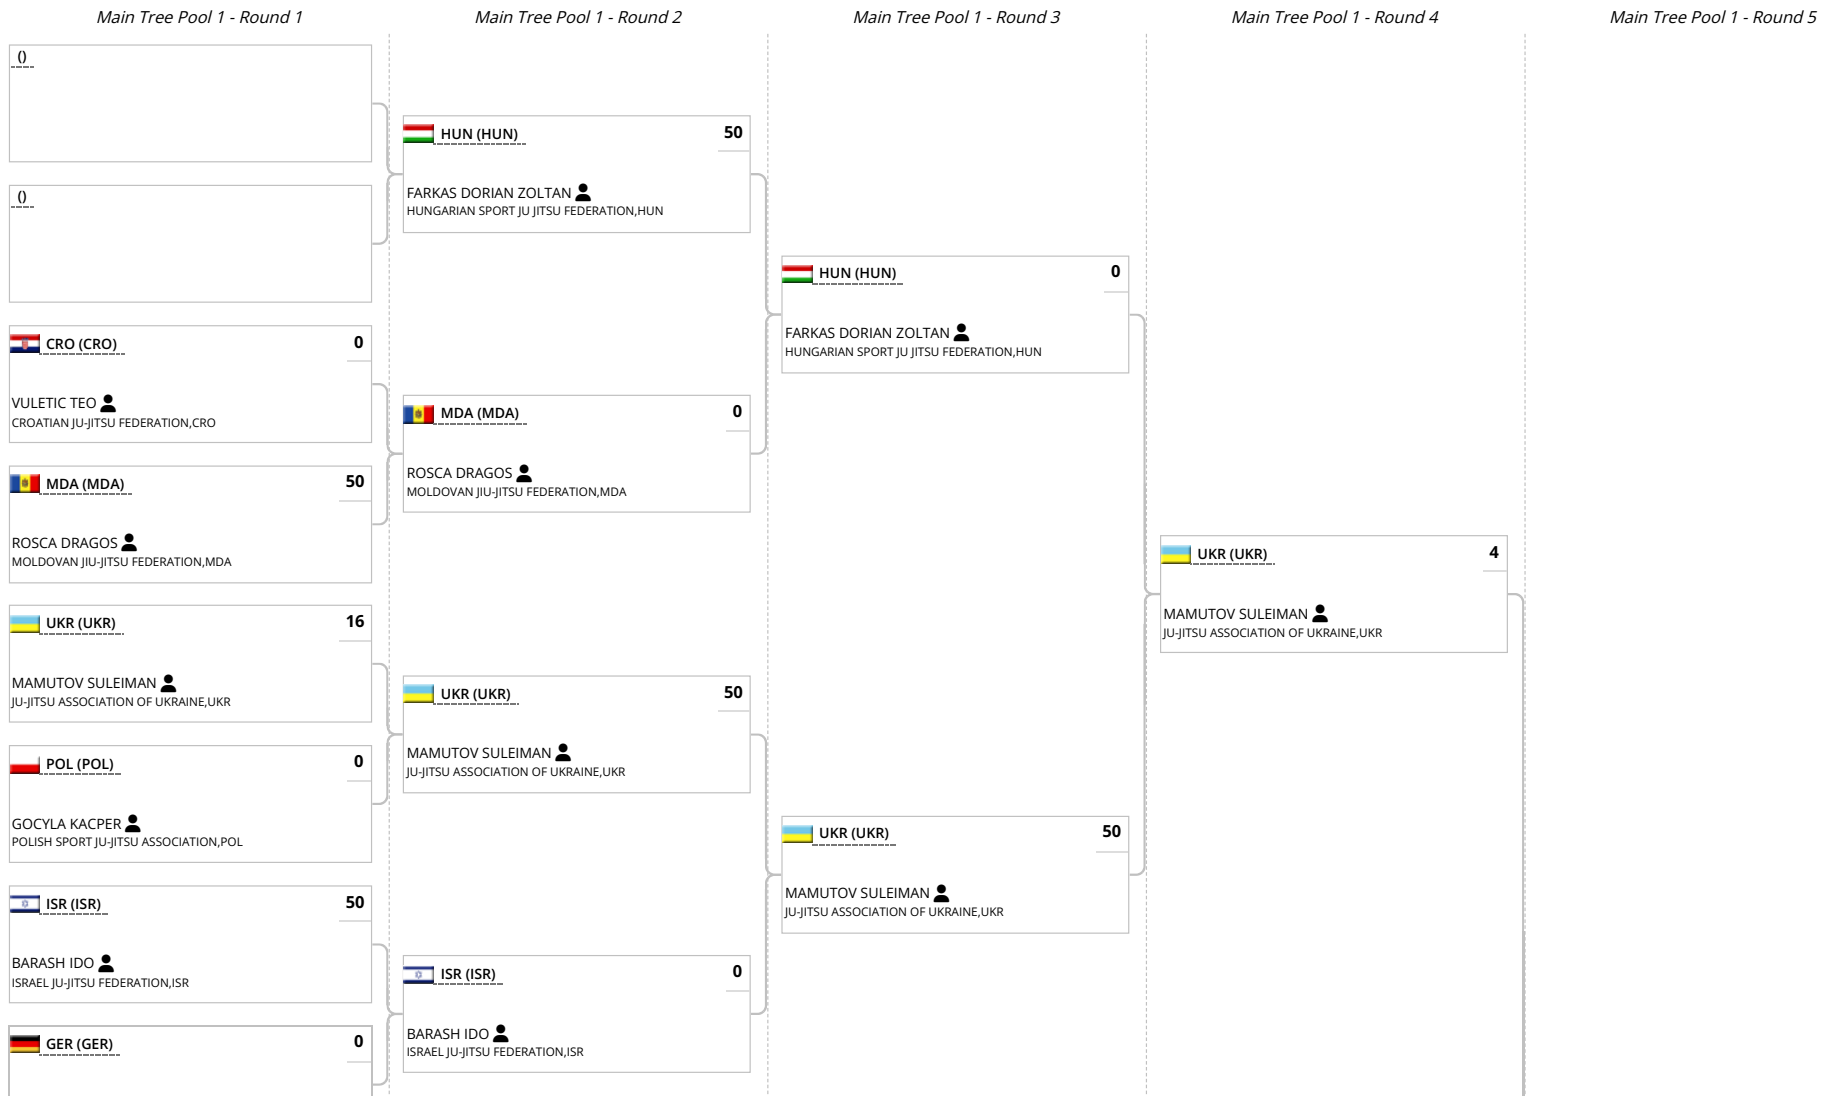 Main Tree Pool 1 - Round 1
Main Tree Pool 1 - Round 2
Main Tree Pool 1 - Round 3
Main Tree Pool 1 - Round 4
Main Tree Pool 1 - Round 5
()
()
CRO (CRO) 0
VULETIC TEO
CROATIAN JU-JITSU FEDERATION,CRO
MDA (MDA) 50
ROSCA DRAGOS
MOLDOVAN JIU-JITSU FEDERATION,MDA
UKR (UKR) 16
MAMUTOV SULEIMAN
JU-JITSU ASSOCIATION OF UKRAINE,UKR
POL (POL) 0
GOCYLA KACPER
POLISH SPORT JU-JITSU ASSOCIATION,POL
ISR (ISR) 50
BARASH IDO
ISRAEL JU-JITSU FEDERATION,ISR
GER (GER) 0
HUN (HUN) 50
FARKAS DORIAN ZOLTAN
HUNGARIAN SPORT JU JITSU FEDERATION,HUN
MDA (MDA) 0
ROSCA DRAGOS
MOLDOVAN JIU-JITSU FEDERATION,MDA
UKR (UKR) 50
MAMUTOV SULEIMAN
JU-JITSU ASSOCIATION OF UKRAINE,UKR
ISR (ISR) 0
BARASH IDO
ISRAEL JU-JITSU FEDERATION,ISR
HUN (HUN) 0
FARKAS DORIAN ZOLTAN
HUNGARIAN SPORT JU JITSU FEDERATION,HUN
UKR (UKR) 50
MAMUTOV SULEIMAN
JU-JITSU ASSOCIATION OF UKRAINE,UKR
UKR (UKR) 4
MAMUTOV SULEIMAN
JU-JITSU ASSOCIATION OF UKRAINE,UKR